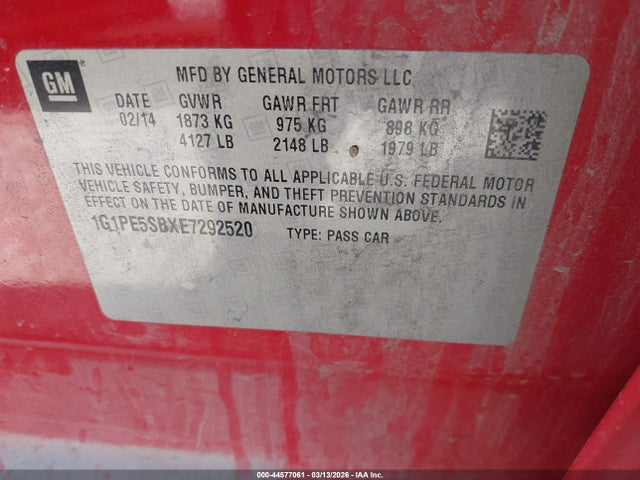 GM
MFD BY GENERAL MOTORS LLC
DATE GVWR GAWR FRT GAWR RR
02/14 1873 KG 975 KG 898 KG
4127 LB 2148 LB 1979 LB
THIS VEHICLE CONFORMS TO ALL APPLICABLE U.S. FEDERAL MOTOR
VEHICLE SAFETY, BUMPER, AND THEFT PREVENTION STANDARDS IN
EFFECT ON THE DATE OF MANUFACTURE SHOWN ABOVE.
1G1PE5SBXE7292520 TYPE: PASS CAR
000-44577061 | 03/13/2026 - IAA Inc.